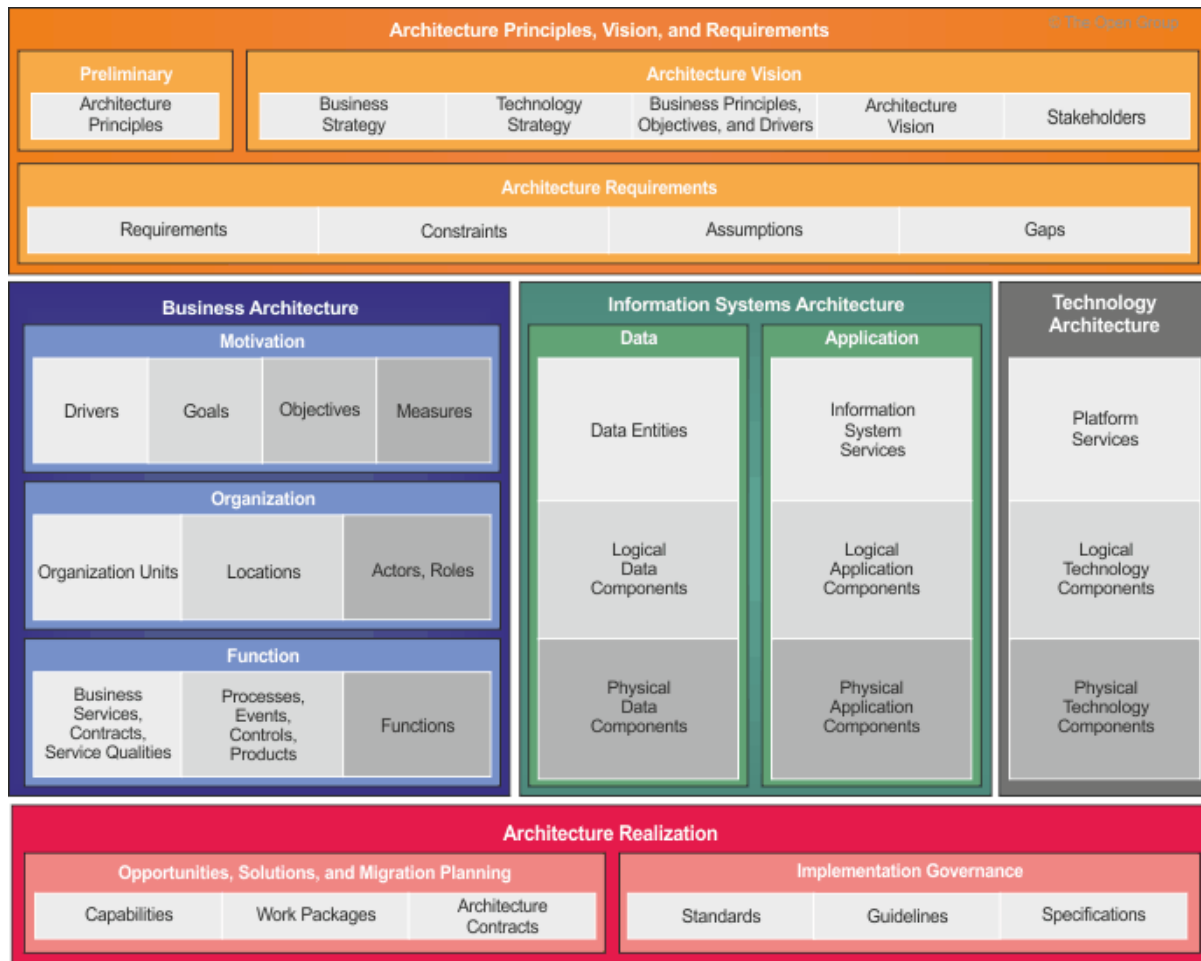 © The Open Group
Architecture Principles, Vision, and Requirements
Preliminary
Architecture
Principles
Architecture Vision
Business
Strategy
Technology
Strategy
Business Principles,
Objectives, and Drivers
Architecture
Vision
Stakeholders
Architecture Requirements
Requirements
Constraints
Assumptions
Gaps
Business Architecture
Motivation
Drivers
Goals
Objectives
Measures
Organization
Organization Units
Locations
Actors, Roles
Function
Business
Services,
Contracts,
Service Qualities
Processes,
Events,
Controls,
Products
Functions
Information Systems Architecture
Data
Data Entities
Logical
Data
Components
Physical
Data
Components
Application
Information
System
Services
Logical
Application
Components
Physical
Application
Components
Technology
Architecture
Platform
Services
Logical
Technology
Components
Physical
Technology
Components
Architecture Realization
Opportunities, Solutions, and Migration Planning
Capabilities
Work Packages
Architecture
Contracts
Implementation Governance
Standards
Guidelines
Specifications